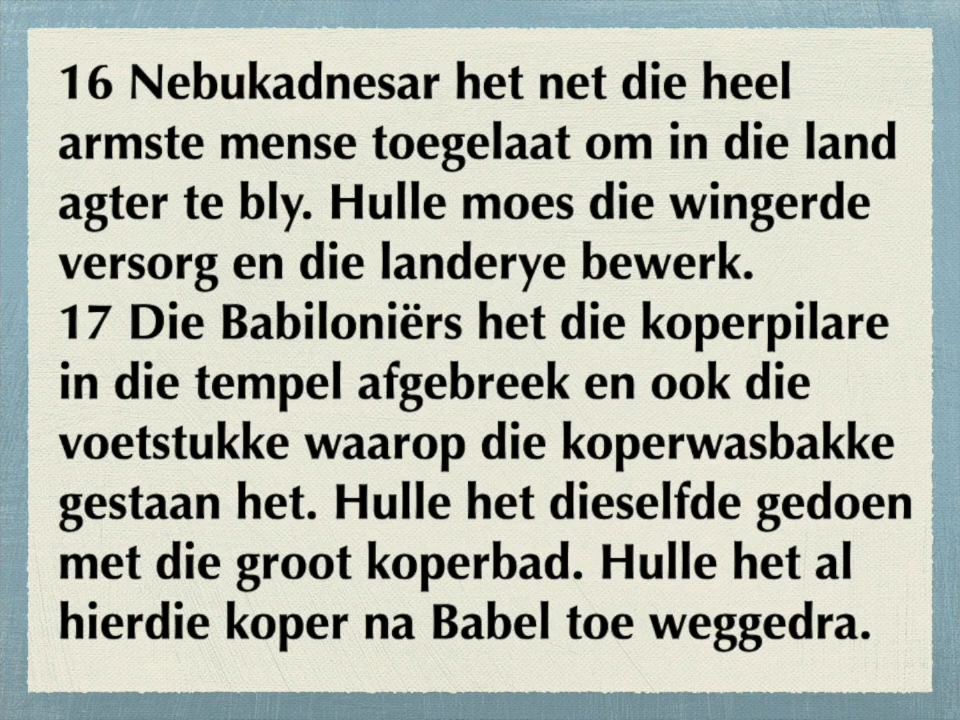 16 Nebukadnesar het net die heel
armste mense toegelaat om in die land
agter te bly. Hulle moes die wingerde
versorg en die landerye bewerk.
17 Die Babiloniërs het die koperpilare
in die tempel afgebreek en ook die
voetstukke waarop die koperwasbakke
gestaan het. Hulle het dieselfde gedoen
met die groot koperbad. Hulle het al
hierdie koper na Babel toe weggedra.